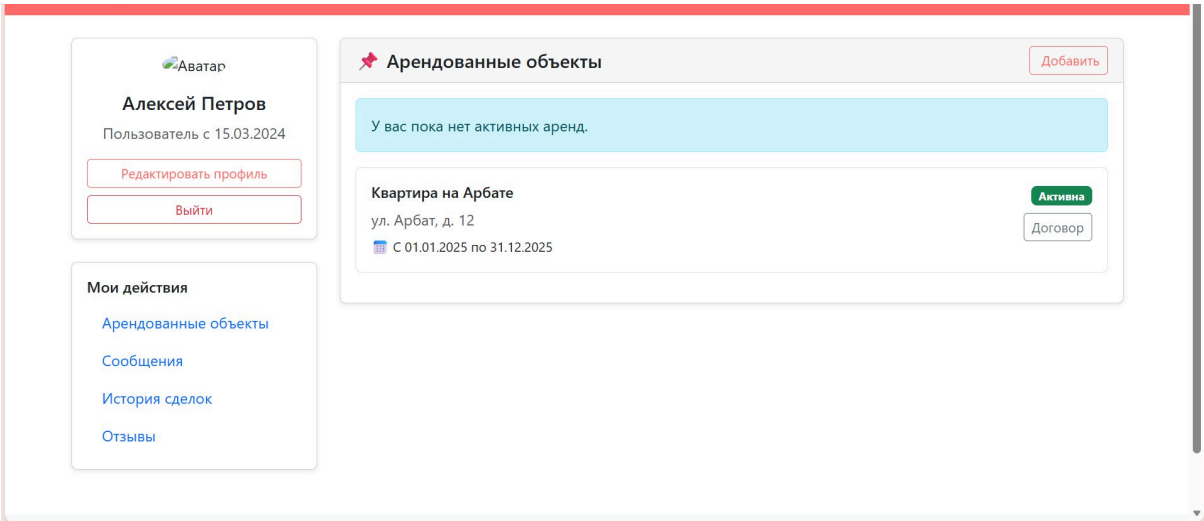 Аватар
Алексей Петров
Пользователь с 15.03.2024
Редактировать профиль
Выйти
Мои действия
Арендованные объекты
Сообщения
История сделок
Отзывы
Арендованные объекты
Добавить
У вас пока нет активных аренд.
Квартира на Арбате
Активна
ул. Арбат, д. 12
Договор
С 01.01.2025 по 31.12.2025